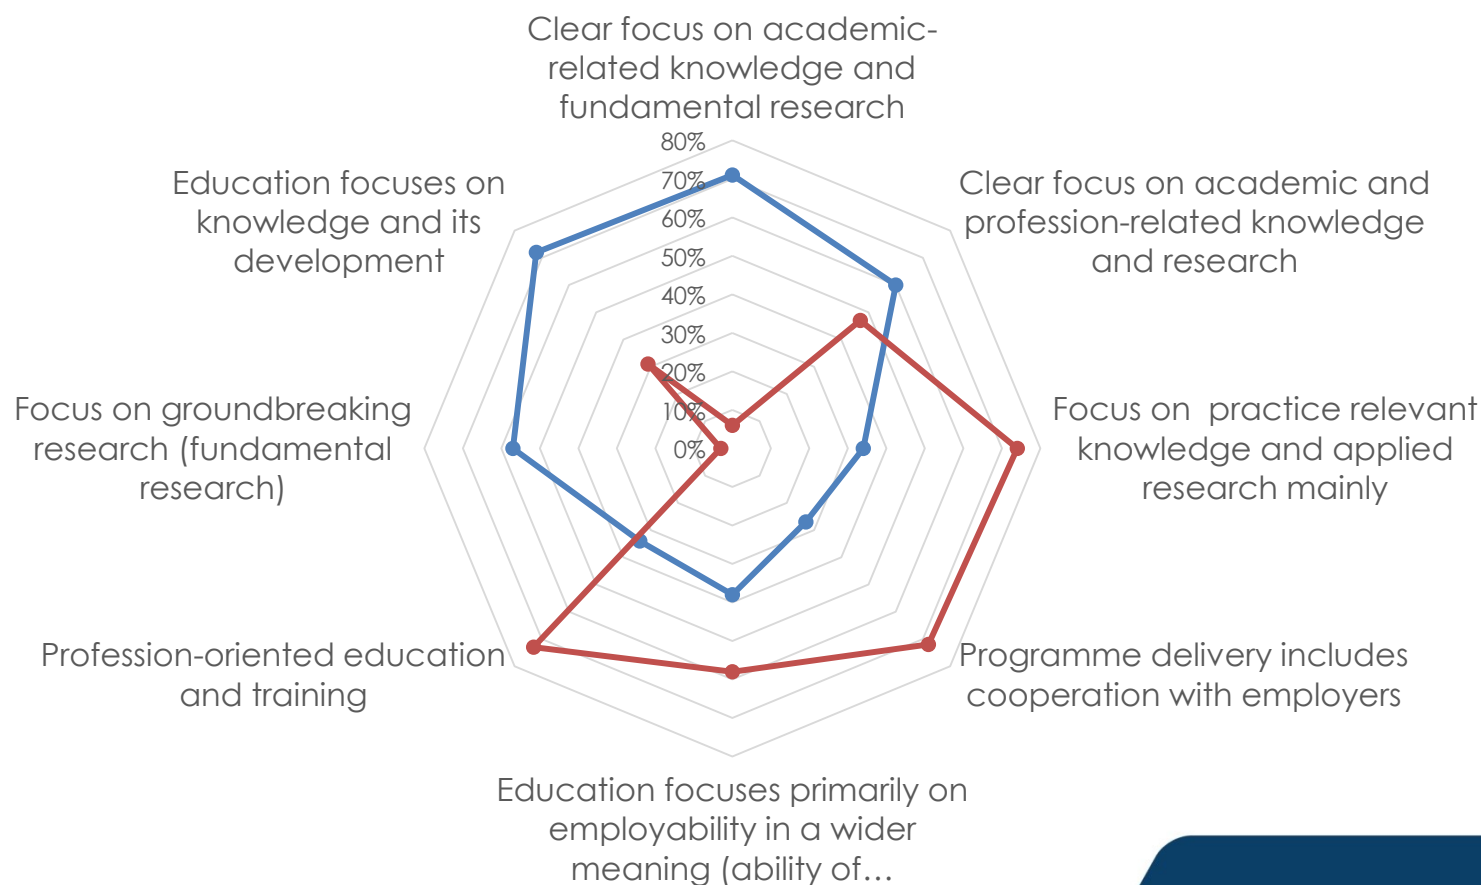 Clear focus on academic-
related knowledge and
fundamental research
80%
70%
60%
50%
40%
30%
20%
10%
0%
Clear focus on academic and
profession-related knowledge
and research
Focus on  practice relevant
knowledge and applied
research mainly
Programme delivery includes
cooperation with employers
Education focuses primarily on
employability in a wider
meaning (ability of…
Profession-oriented education
and training
Focus on groundbreaking
research (fundamental
research)
Education focuses on
knowledge and its
development